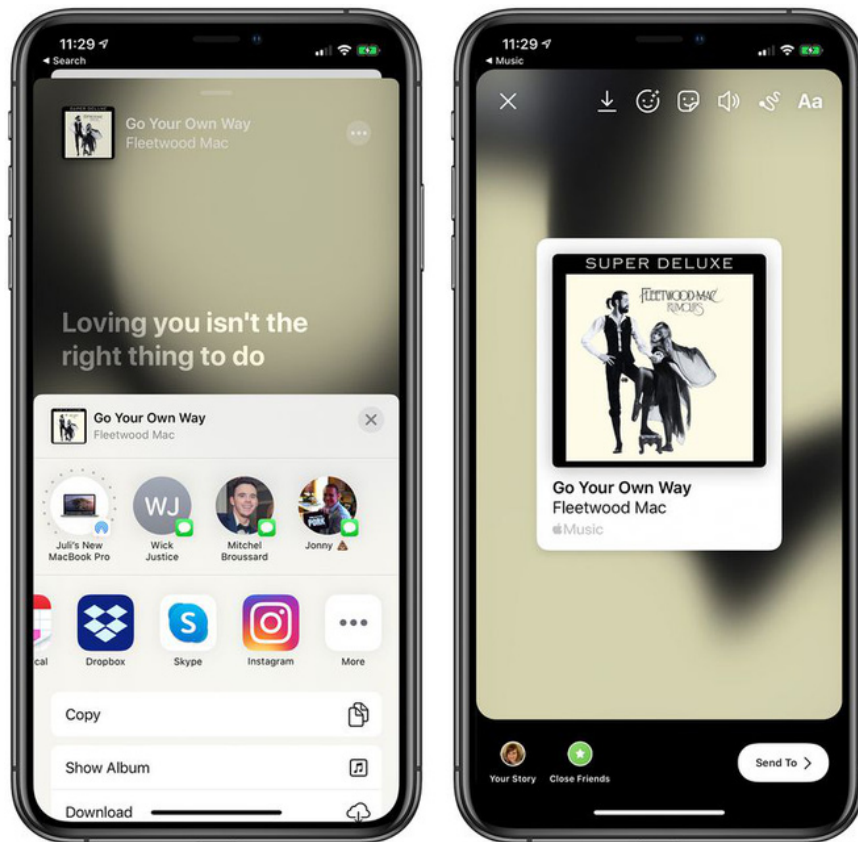 11:29
Search
SUPER DELUXE
Go Your Own Way
Fleetwood Mac
Loving you isn't the
right thing to do
Go Your Own Way
Fleetwood Mac
WJ
PORK
Juli's New
MacBook Pro
Wick
Justice
Mitchel
Broussard
Jonny 💩
cal
Dropbox
Skype
Instagram
More
Copy
Show Album
Download
11:29
Music
Aa
SUPER DELUXE
FLEETWOOD MAC
RUMOURS
Go Your Own Way
Fleetwood Mac
Music
Your Story
Close Friends
Send To